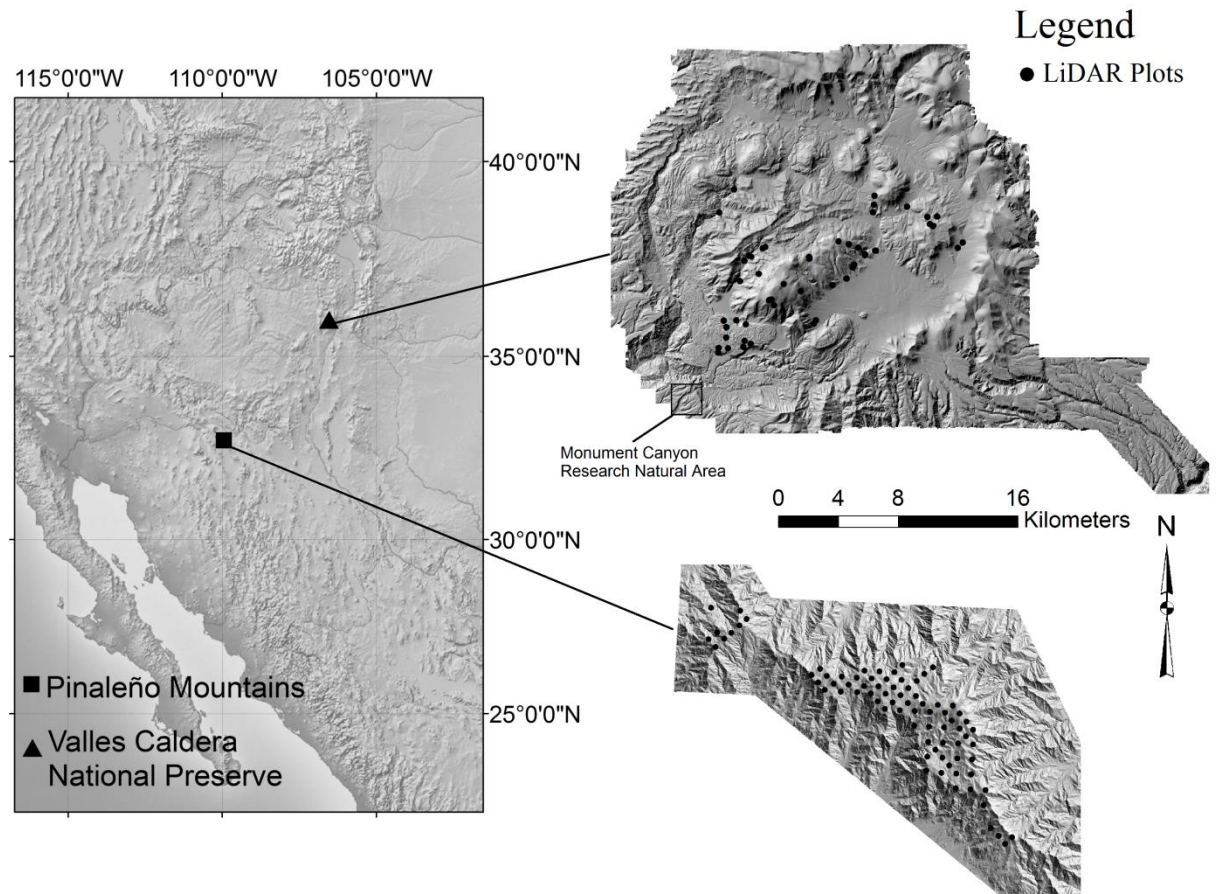 Legend
LiDAR Plots
115°0'0"W 110°0'0"W 105°0'0"W
40°0'0"N
35°0'0"N
30°0'0"N
25°0'0"N
Pinaleño Mountains
Valles Caldera
National Preserve
Monument Canyon
Research Natural Area
0 4 8 16
Kilometers
N